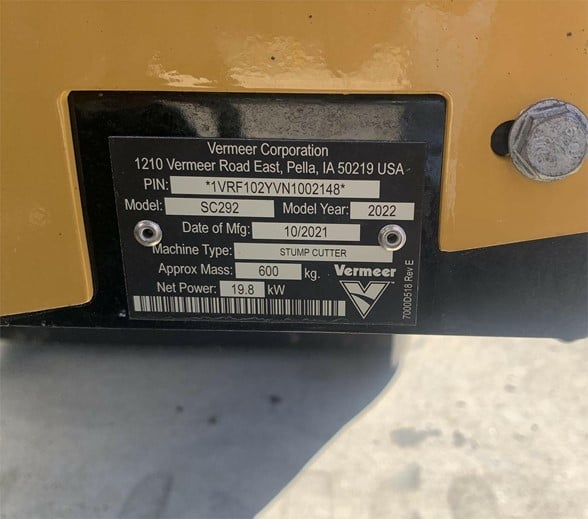 Vermeer Corporation
1210 Vermeer Road East, Pella, IA 50219 USA
PIN: *1VRF102YVN1002148*
Model: SC292 Model Year: 2022
Date of Mfg: 10/2021
Machine Type: STUMP CUTTER
Approx Mass: 600 kg. Vermeer
Net Power: 19.8 kW
7000D518 Rev E